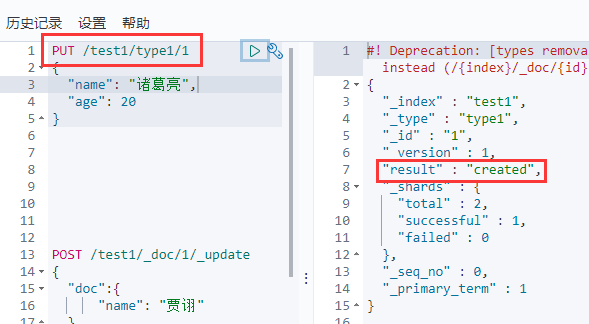 历史记录 设置 帮助
1 PUT /test1/type1/1
2 {
3 "name": "诸葛亮",
4 "age": 20
5 }
6
7
8
9
10
11
12
13 POST /test1/_doc/1/_update
14 {
15 "doc":{
16 "name": "贾诩"
17 }
1 #! Deprecation: [types remova
instead (/{index}/_doc/{id}
2 {
3 "_index" : "test1",
4 "_type" : "type1",
5 "_id" : "1",
6 "_version" : 1,
7 "result" : "created",
8 "_shards" : {
9 "total" : 2,
10 "successful" : 1,
11 "failed" : 0
12 },
13 "_seq_no" : 0,
14 "_primary_term" : 1
15 }